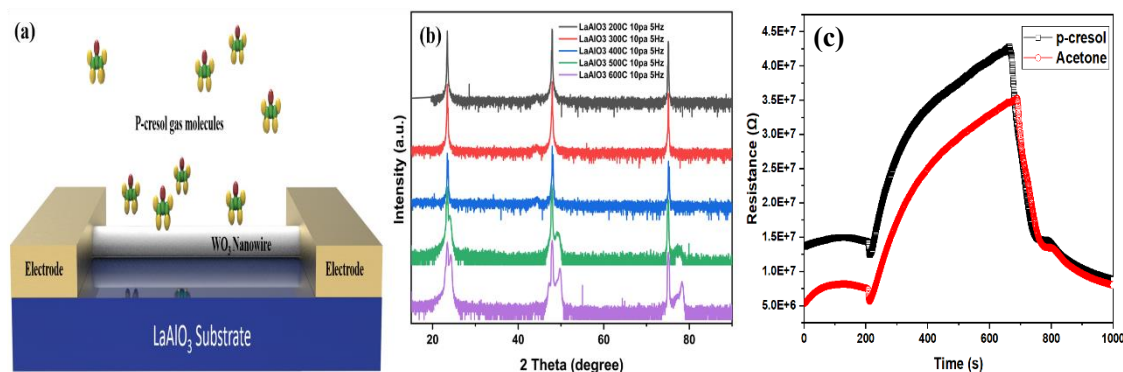 (a)
P-cresol gas molecules
WO3 Nanowire
Electrode
Electrode
LaAlO3 Substrate
(b)
LaAlO3 200C 10pa 5Hz
LaAlO3 300C 10pa 5Hz
LaAlO3 400C 10pa 5Hz
LaAlO3 500C 10pa 5Hz
LaAlO3 600C 10pa 5Hz
Intensity (a.u.)
20 40 60 80
2 Theta (degree)
(c)
p-cresol
Acetone
Resistance (Ω)
4.5E+7
4.0E+7
3.5E+7
3.0E+7
2.5E+7
2.0E+7
1.5E+7
1.0E+7
5.0E+6
0 200 400 600 800 1000
Time (s)